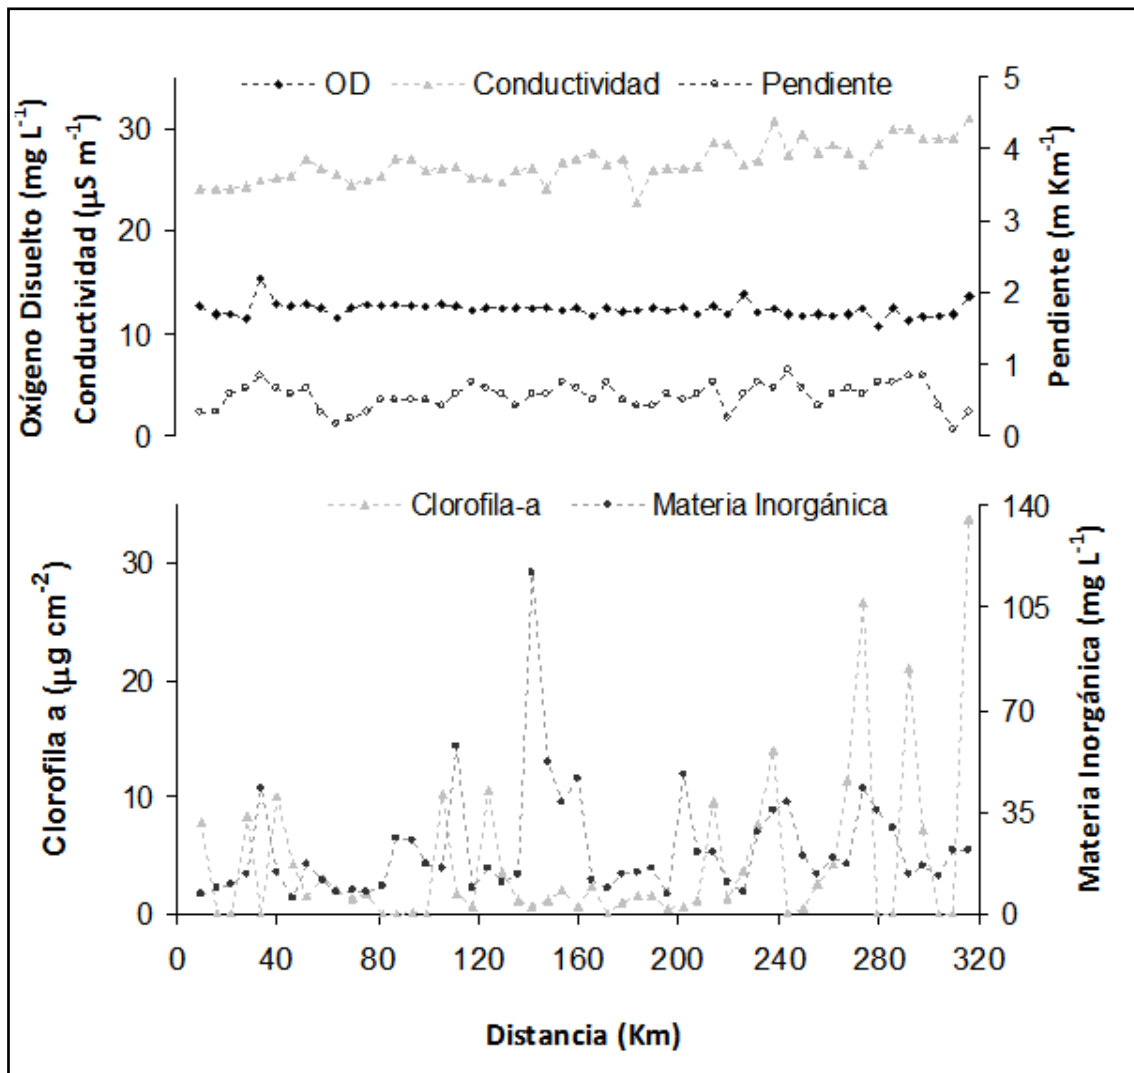 OD Conductividad Pendiente
Oxígeno Disuelto (mg L⁻¹)
Conductividad (µS m⁻¹)
30
20
10
0
5
4
3
2
1
0
Pendiente (m Km⁻¹)
Clorofila-a Materia Inorgánica
Clorofila a (µg cm⁻²)
30
20
10
0
140
105
70
35
0
Materia Inorgánica (mg L⁻¹)
0 40 80 120 160 200 240 280 320
Distancia (Km)